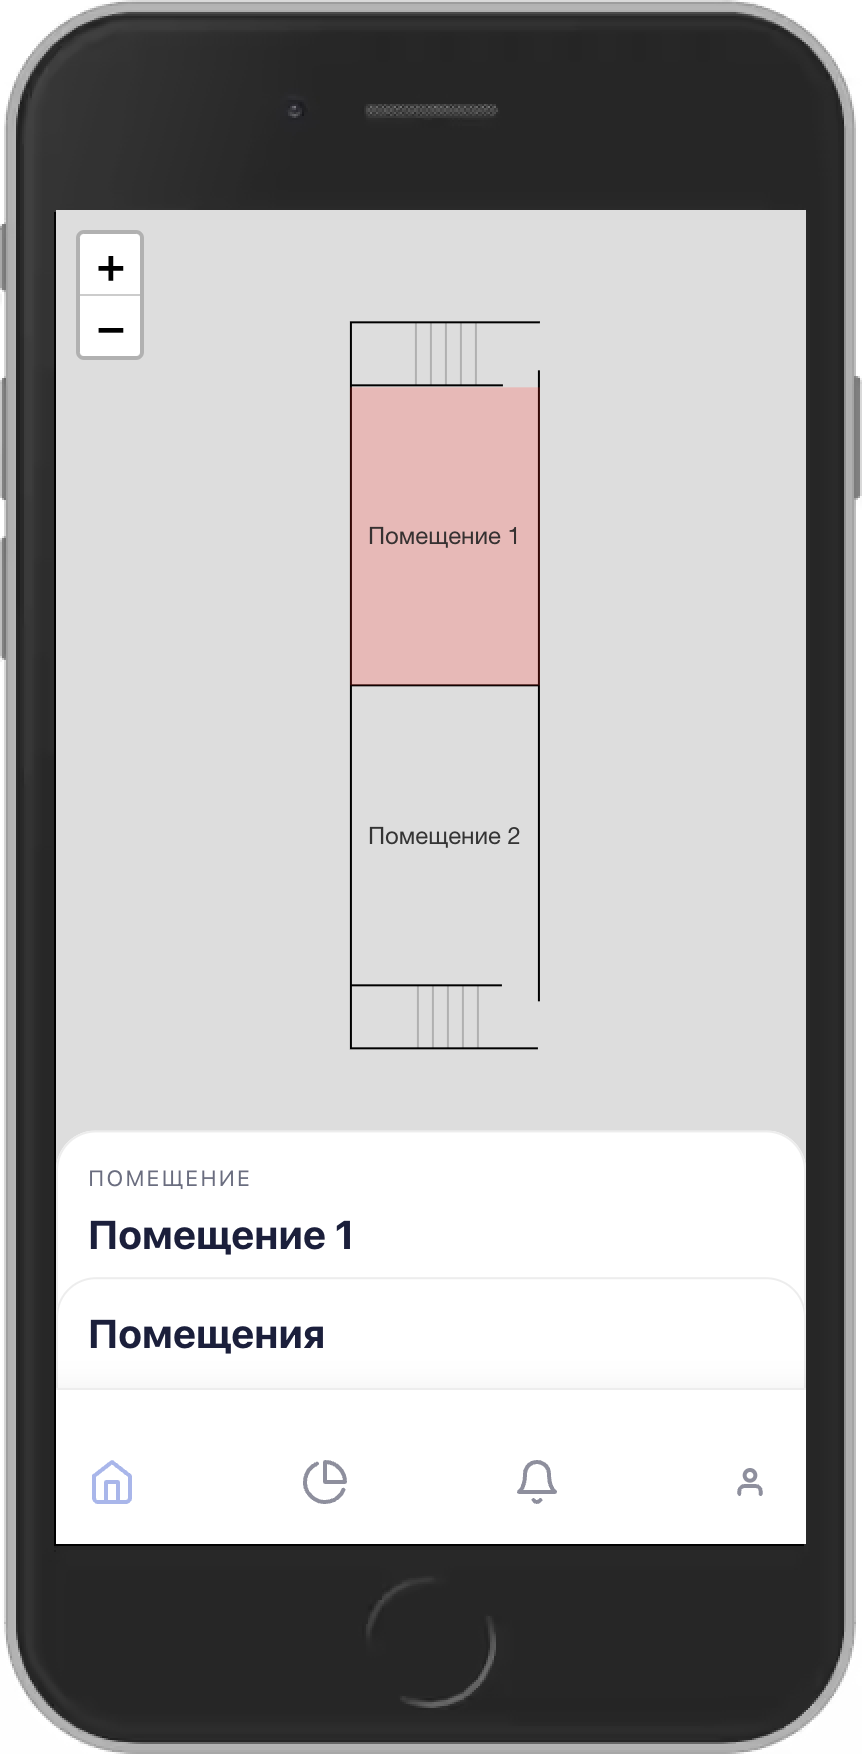 +
−
Помещение 1
Помещение 2
ПОМЕЩЕНИЕ
Помещение 1
Помещения